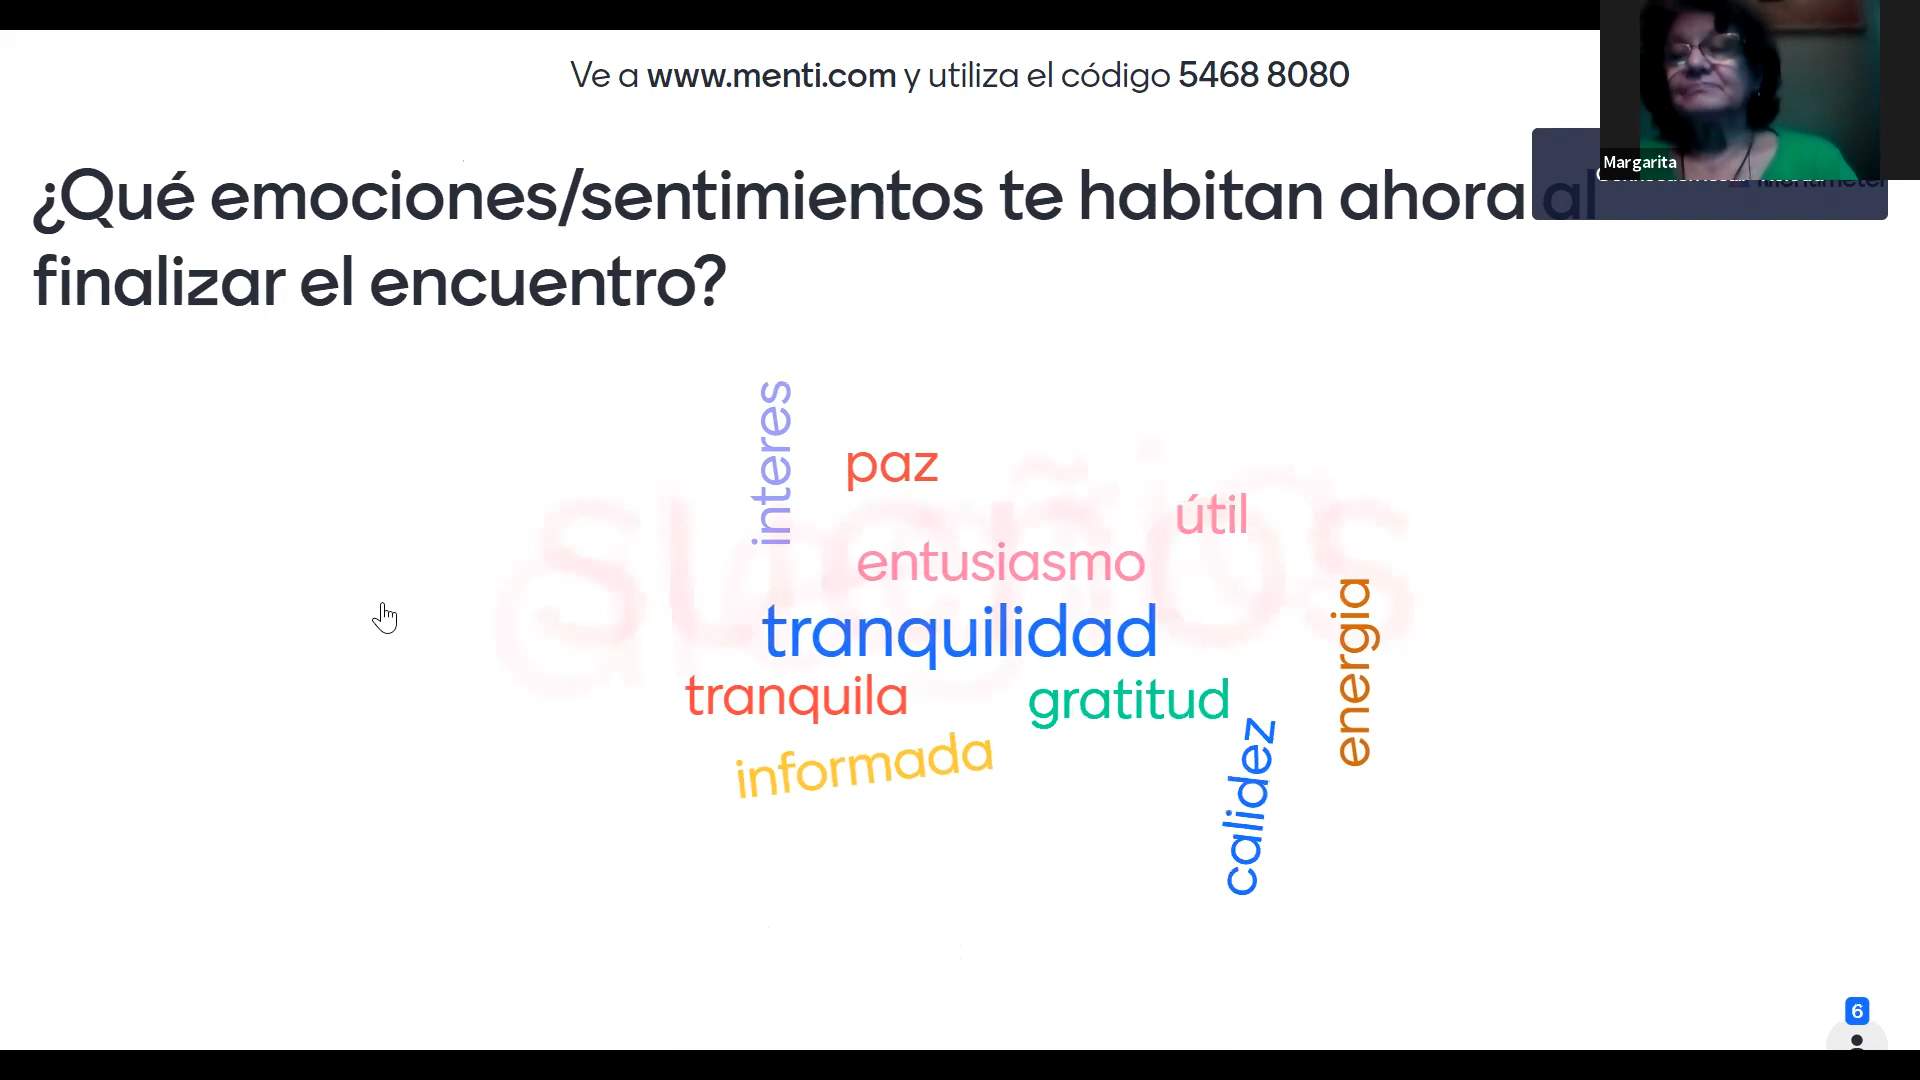 Ve a www.menti.com y utiliza el código 5468 8080
Margarita
¿Qué emociones/sentimientos te habitan ahora al
finalizar el encuentro?
interes
paz
útil
entusiasmo
tranquilidad
energia
tranquila
gratitud
informada
calidez
6